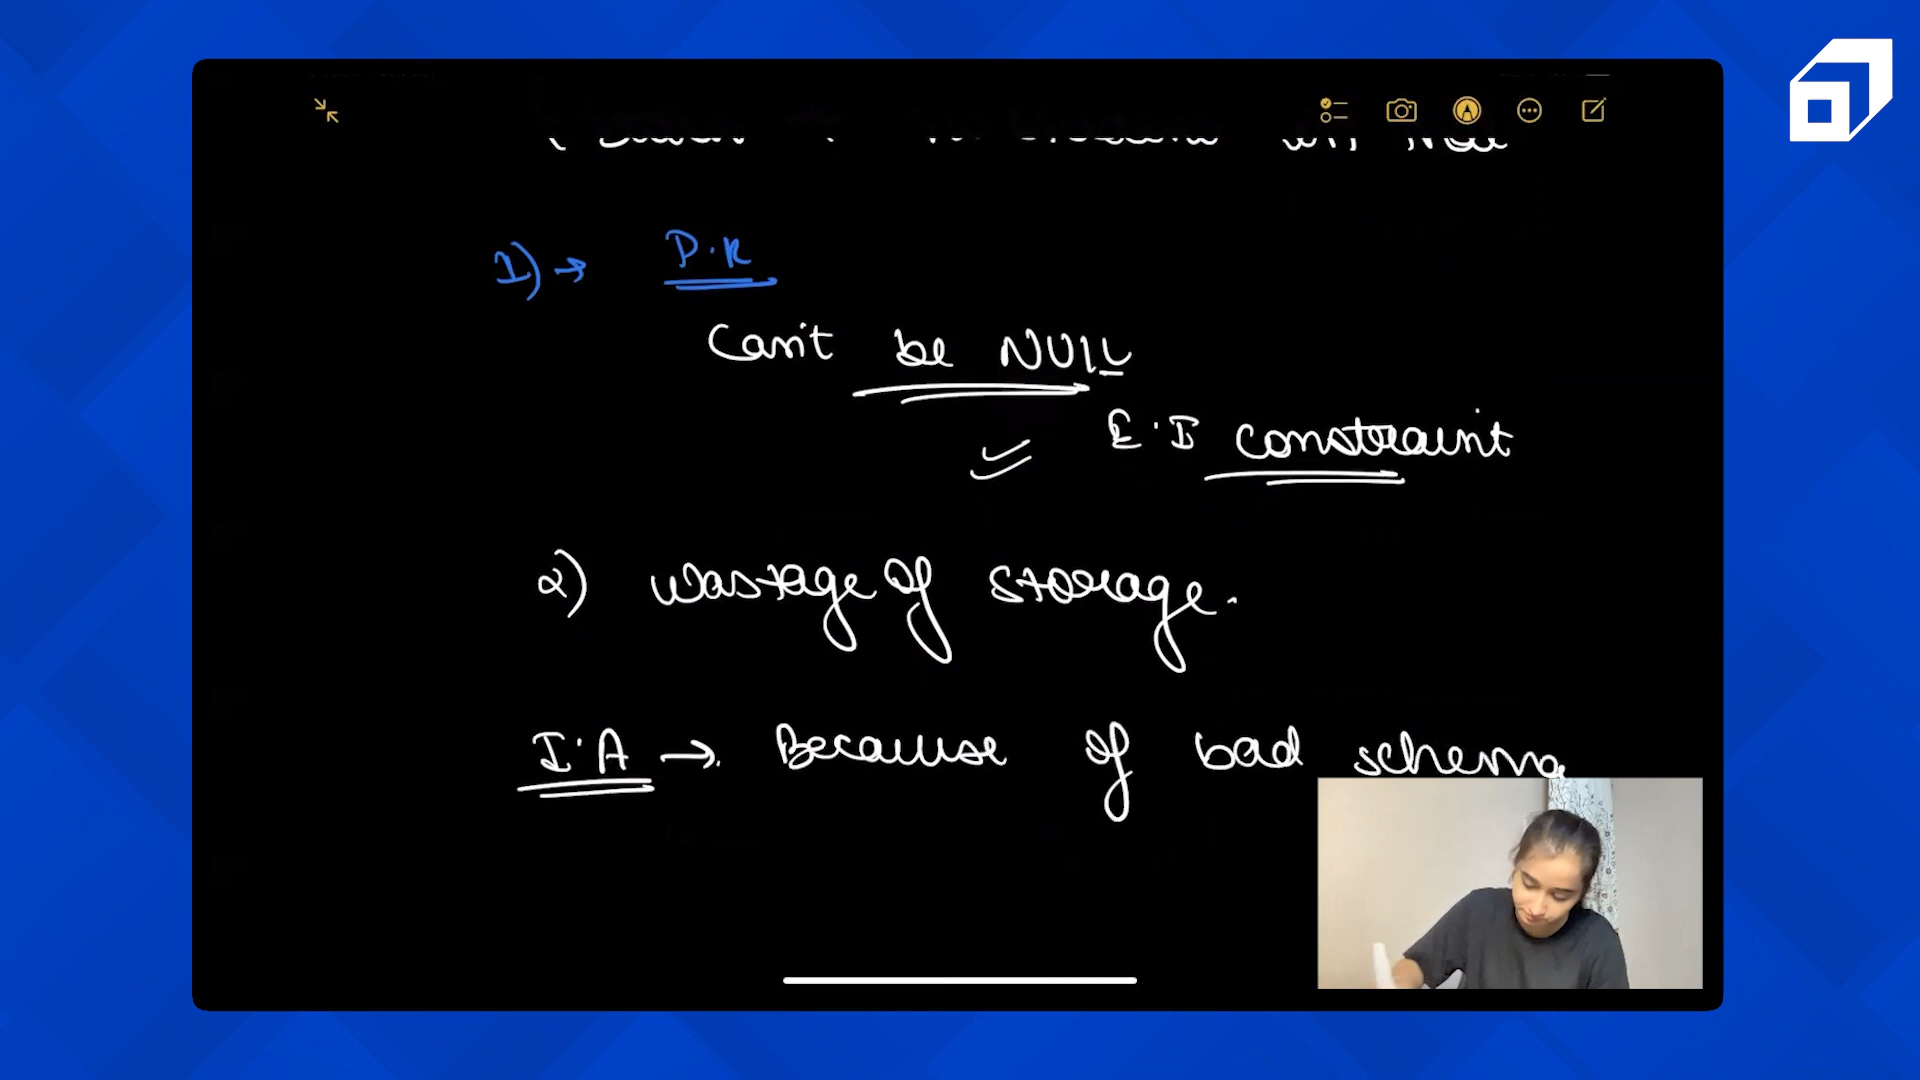 1) → P.K
Can't be NULL
E.I constraint
2) wastage of storage.
I.A → Because of bad schema